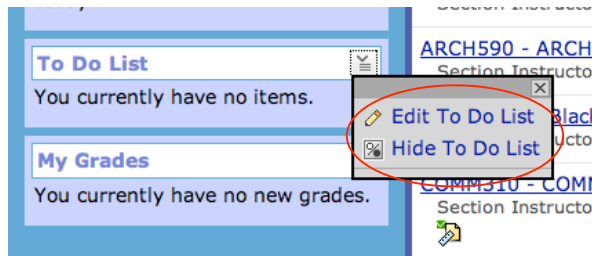 To Do List
You currently have no items.
My Grades
You currently have no new grades.
ARCH590 - ARCH
Section Instructo
Edit To Do List
Hide To Do List
COMM310 - COMM
Section Instructo